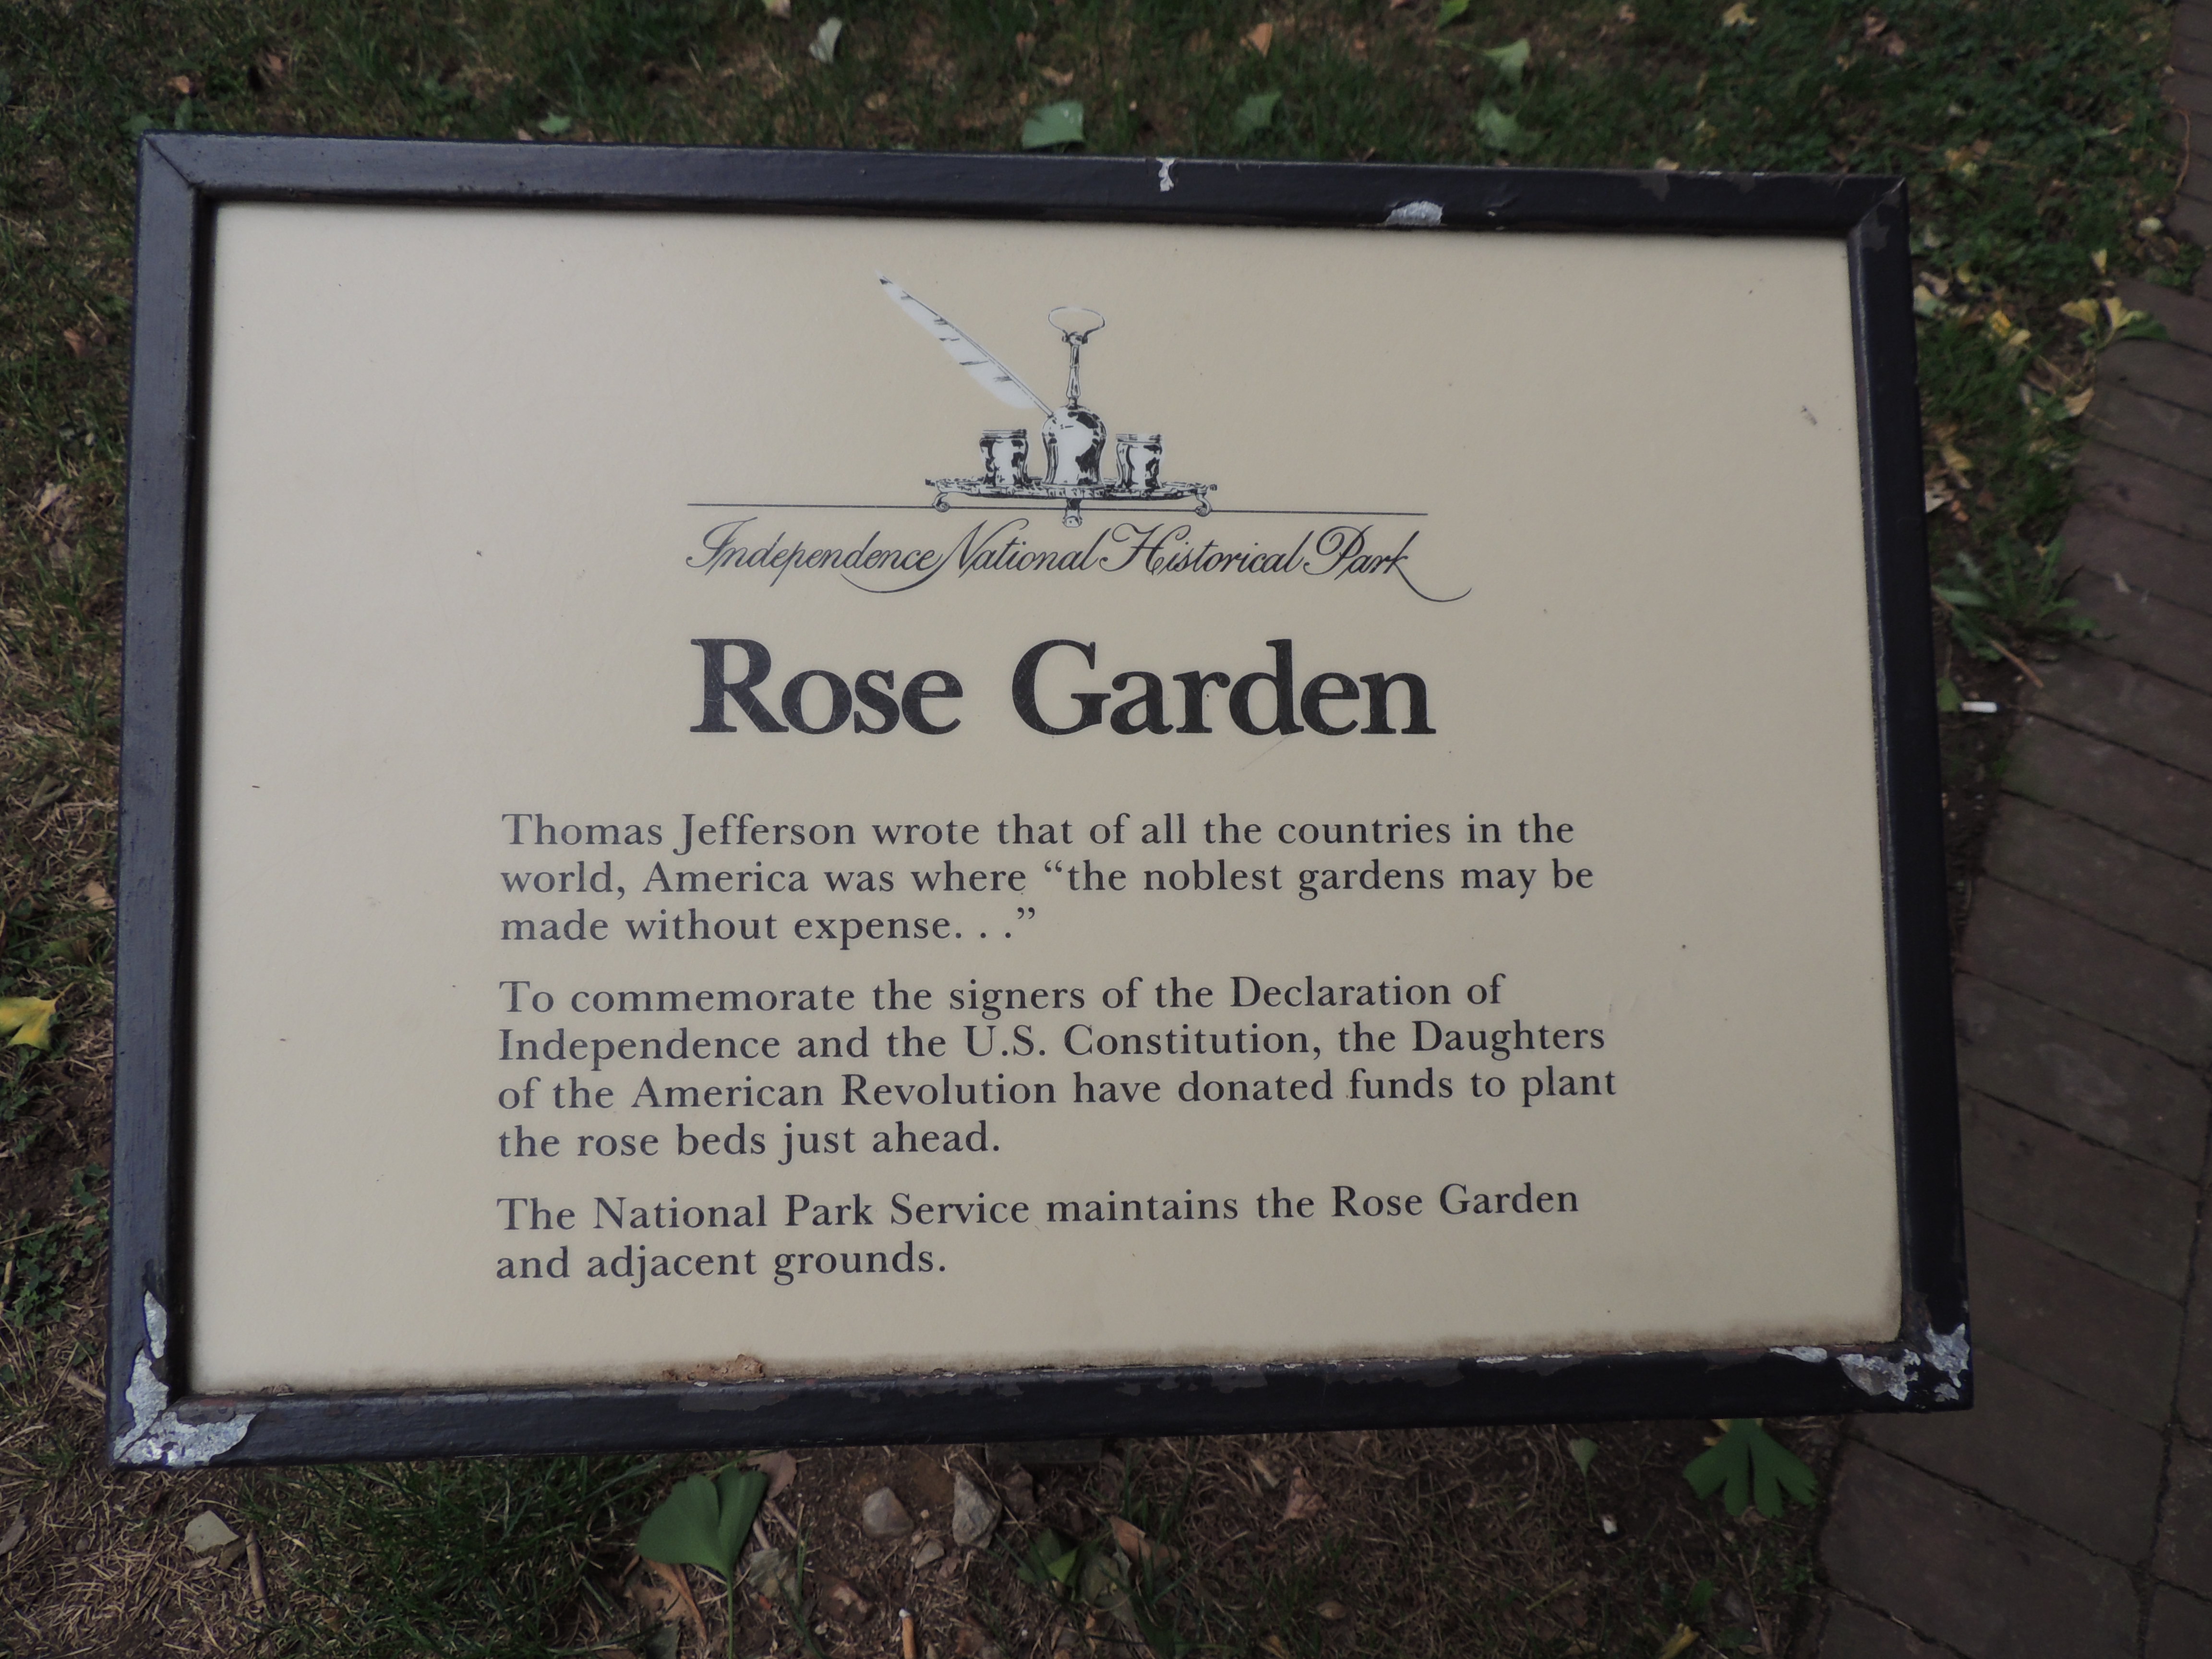 Independence National Historical Park
Rose Garden
Thomas Jefferson wrote that of all the countries in the
world, America was where “the noblest gardens may be
made without expense. . .”
To commemorate the signers of the Declaration of
Independence and the U.S. Constitution, the Daughters
of the American Revolution have donated funds to plant
the rose beds just ahead.
The National Park Service maintains the Rose Garden
and adjacent grounds.